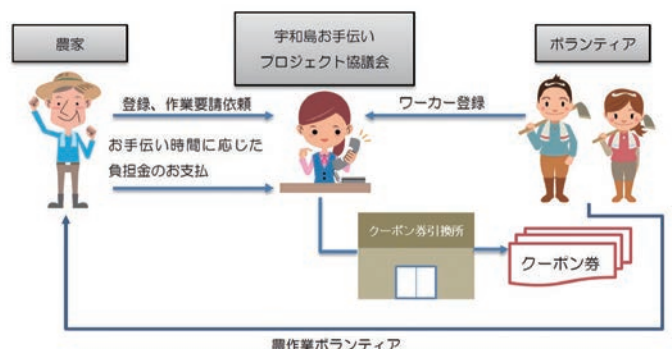 農家
宇和島お手伝い
プロジェクト協議会
ボランティア
登録、作業要請依頼
ワーカー登録
お手伝い時間に応じた
負担金のお支払
クーポン券引換所
クーポン券
農作業ボランティア